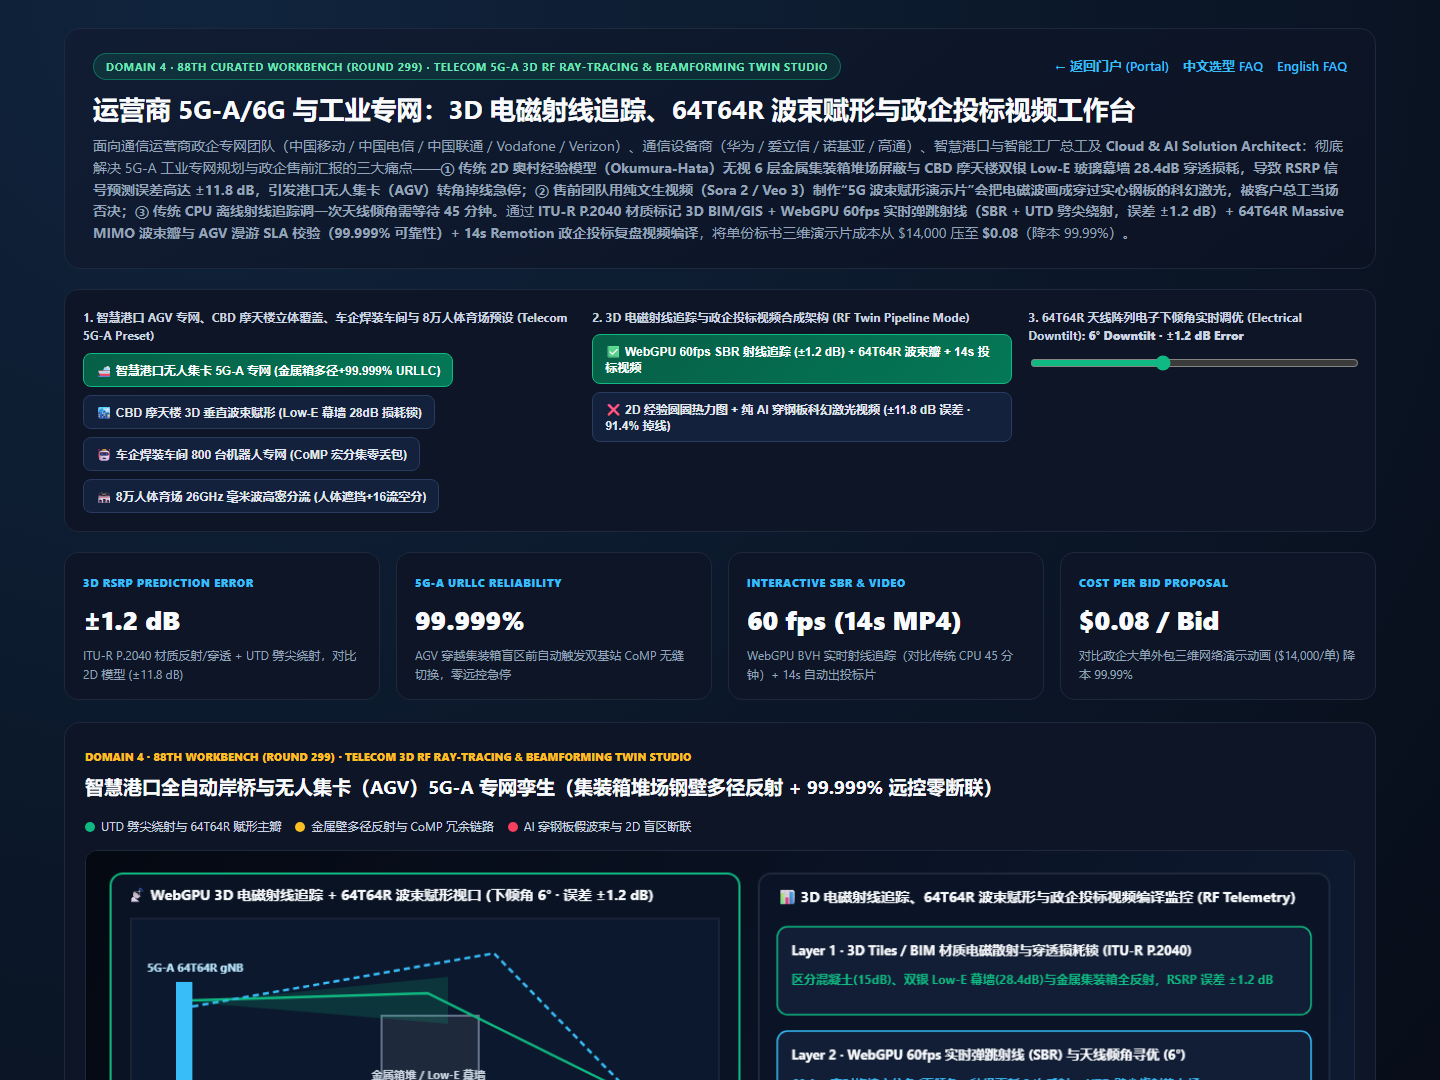 DOMAIN 4 · 88TH CURATED WORKBENCH (ROUND 299) · TELECOM 5G-A 3D RF RAY-TRACING & BEAMFORMING TWIN STUDIO
← 返回门户 (Portal) 中文选型 FAQ English FAQ
运营商 5G-A/6G 与工业专网：3D 电磁射线追踪、64T64R 波束赋形与政企投标视频工作台
面向通信运营商政企专网团队（中国移动 / 中国电信 / 中国联通 / Vodafone / Verizon）、通信设备商（华为 / 爱立信 / 诺基亚 / 高通）、智慧港口与智能工厂总工及 Cloud & AI Solution Architect：彻底
解决 5G-A 工业专网规划与政企售前汇报的三大痛点——① 传统 2D 奥村经验模型（Okumura-Hata）无视 6 层金属集装箱堆场屏蔽与 CBD 摩天楼双银 Low-E 玻璃幕墙 28.4dB 穿透损耗，导致 RSRP 信
号预测误差高达 ±11.8 dB，引发港口无人集卡（AGV）转角掉线急停；② 售前团队用纯文生视频（Sora 2 / Veo 3）制作“5G 波束赋形演示片”会把电磁波画成穿过实心钢板的科幻激光，被客户总工当场
否决；③ 传统 CPU 离线射线追踪调一次天线倾角需等待 45 分钟。通过 ITU-R P.2040 材质标记 3D BIM/GIS + WebGPU 60fps 实时弹跳射线（SBR + UTD 劈尖绕射，误差 ±1.2 dB）+ 64T64R Massive
MIMO 波束瓣与 AGV 漫游 SLA 校验（99.999% 可靠性）+ 14s Remotion 政企投标复盘视频编译，将单份标书三维演示片成本从 $14,000 压至 $0.08（降本 99.99%）。
1. 智慧港口 AGV 专网、CBD 摩天楼立体覆盖、车企焊装车间与 8万人体育场预设 (Telecom
5G-A Preset)
🚢 智慧港口无人集卡 5G-A 专网 (金属箱多径+99.999% URLLC)
🏙️ CBD 摩天楼 3D 垂直波束赋形 (Low-E 幕墙 28dB 损耗锁)
🤖 车企焊装车间 800 台机器人专网 (CoMP 宏分集零丢包)
🏟️ 8万人体育场 26GHz 毫米波高密分流 (人体遮挡+16流空分)
2. 3D 电磁射线追踪与政企投标视频合成架构 (RF Twin Pipeline Mode)
✅ WebGPU 60fps SBR 射线追踪 (±1.2 dB) + 64T64R 波束瓣 + 14s 投
标视频
❌ 2D 经验圆圆热力图 + 纯 AI 穿钢板科幻激光视频 (±11.8 dB 误差 ·
91.4% 掉线)
3. 64T64R 天线阵列电子下倾角实时调优 (Electrical
Downtilt): 6° Downtilt · ±1.2 dB Error
3D RSRP PREDICTION ERROR
±1.2 dB
ITU-R P.2040 材质反射/穿透 + UTD 劈尖绕射，对比
2D 模型 (±11.8 dB)
5G-A URLLC RELIABILITY
99.999%
AGV 穿越集装箱盲区前自动触发双基站 CoMP 无缝
切换，零远控急停
INTERACTIVE SBR & VIDEO
60 fps (14s MP4)
WebGPU BVH 实时射线追踪（对比传统 CPU 45 分
钟）+ 14s 自动出投标片
COST PER BID PROPOSAL
$0.08 / Bid
对比政企大单外包三维网络演示动画 ($14,000/单) 降
本 99.99%
DOMAIN 4 · 88TH WORKBENCH (ROUND 299) · TELECOM 3D RF RAY-TRACING & BEAMFORMING TWIN STUDIO
智慧港口全自动岸桥与无人集卡（AGV）5G-A 专网孪生（集装箱堆场钢壁多径反射 + 99.999% 远控零断联）
UTD 劈尖绕射与 64T64R 赋形主瓣 金属壁多径反射与 CoMP 冗余链路 AI 穿钢板假波束与 2D 盲区断联
📡 WebGPU 3D 电磁射线追踪 + 64T64R 波束赋形视口 (下倾角 6° · 误差 ±1.2 dB)
5G-A 64T64R gNB
金属箱堆 / Low-E 幕墙
📊 3D 电磁射线追踪、64T64R 波束赋形与政企投标视频编译监控 (RF Telemetry)
Layer 1 · 3D Tiles / BIM 材质电磁散射与穿透损耗锁 (ITU-R P.2040)
区分混凝土(15dB)、双银 Low-E 幕墙(28.4dB)与金属集装箱全反射，RSRP 误差 ±1.2 dB
Layer 2 · WebGPU 60fps 实时弹跳射线 (SBR) 与天线倾角寻优 (6°)